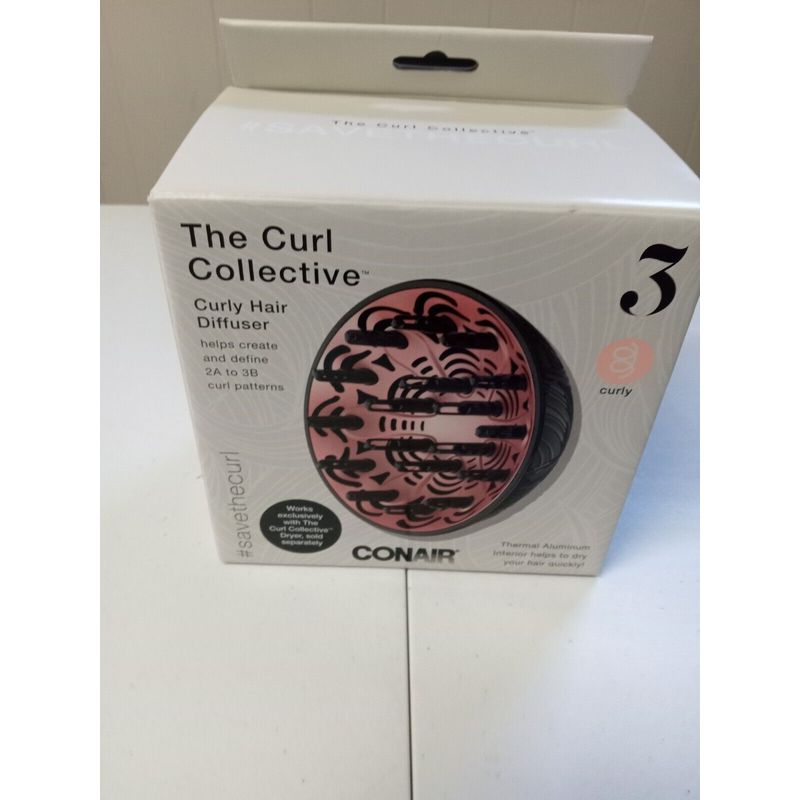 The Curl Collective™
#SAVETHECURL
The Curl
Collective™
Curly Hair
Diffuser
helps create
and define
2A to 3B
curl patterns
3
curly
#savethecurl
Works
exclusively
with The
Curl Collective™
Dryer, sold
separately
CONAIR®
Thermal Aluminum
Interior helps to dry
your hair quickly!